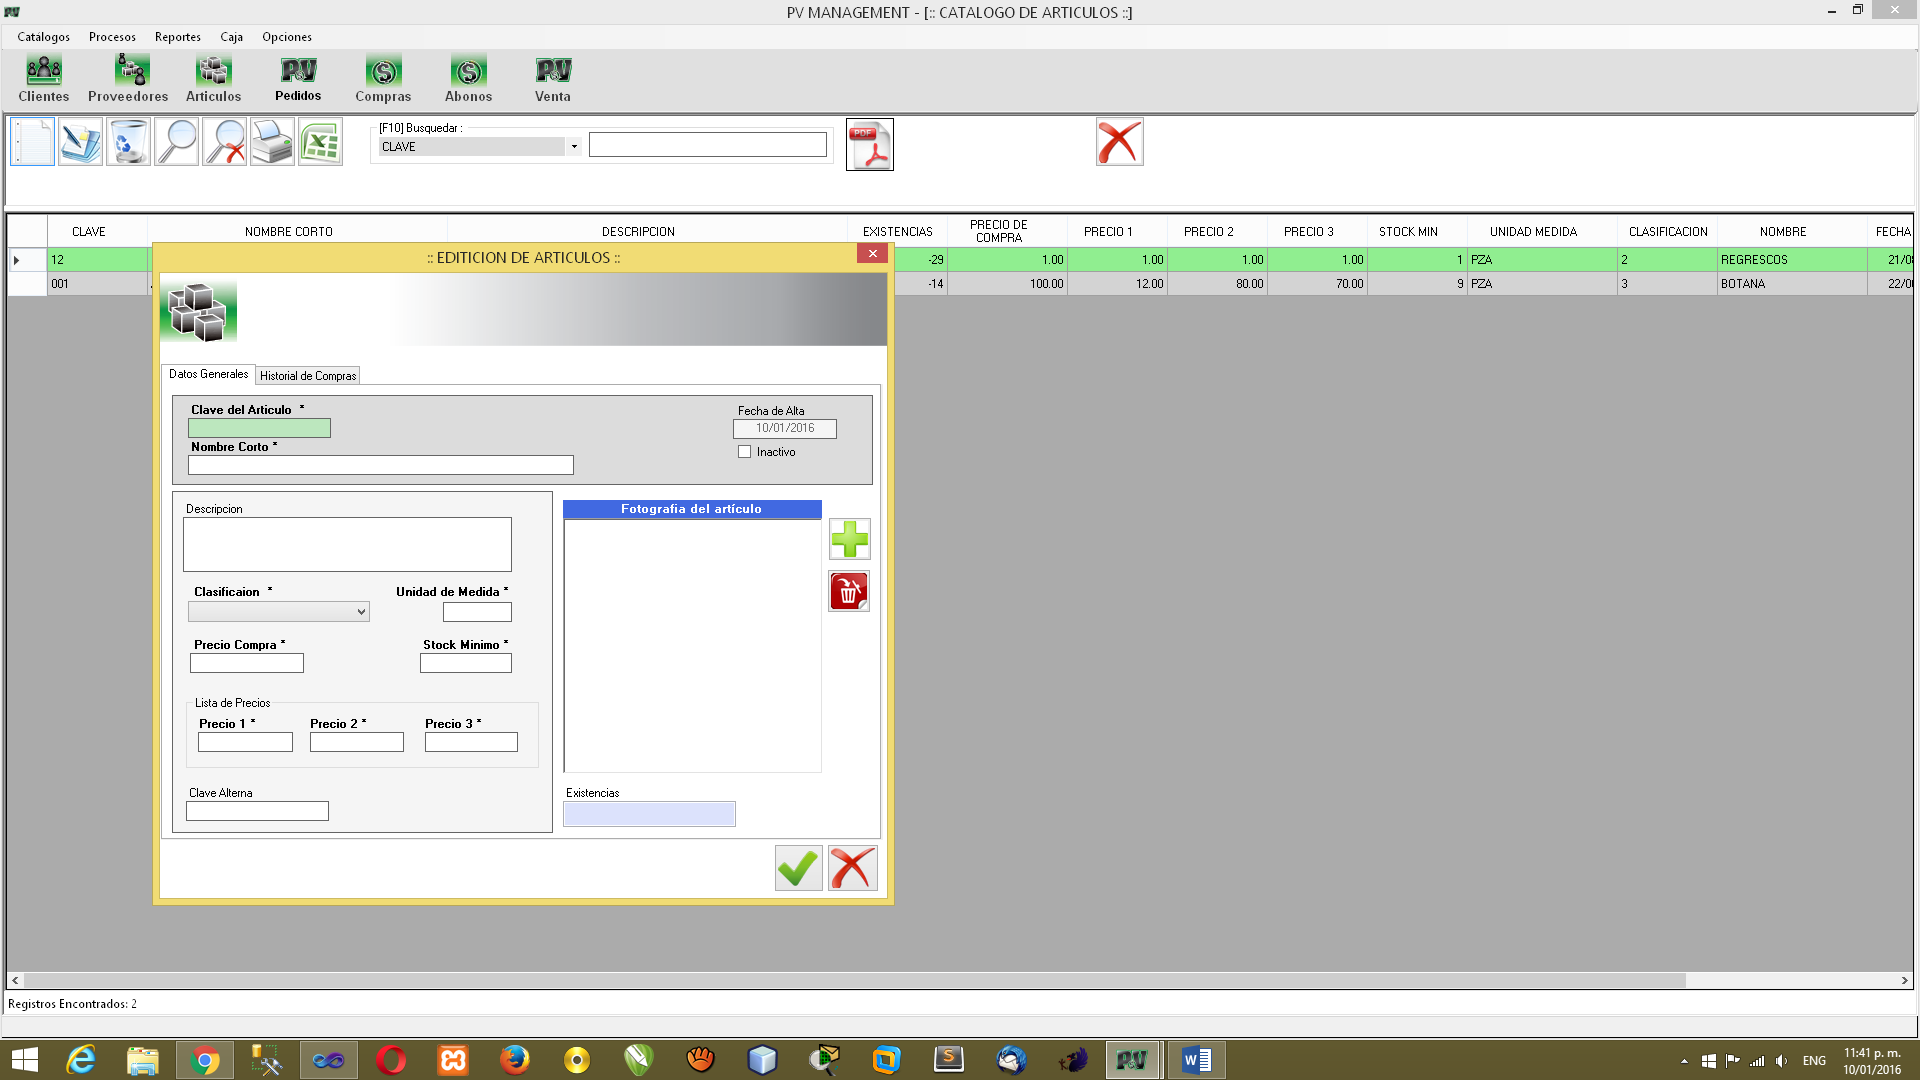 PV MANAGEMENT - [:: CATALOGO DE ARTICULOS ::]
Catálogos Procesos Reportes Caja Opciones
Clientes Proveedores Articulos Pedidos Compras Abonos Venta
[F10] Busquedar :
CLAVE
PDF
CLAVE NOMBRE CORTO DESCRIPCION EXISTENCIAS PRECIO DE COMPRA PRECIO 1 PRECIO 2 PRECIO 3 STOCK MIN UNIDAD MEDIDA CLASIFICACION NOMBRE FECHA
12 -29 1.00 1.00 1.00 1.00 1 PZA 2 REGRESCOS 21/0
001 -14 100.00 12.00 80.00 70.00 9 PZA 3 BOTANA 22/0
:: EDITICION DE ARTICULOS ::
Datos Generales Historial de Compras
Clave del Articulo *
Fecha de Alta
10/01/2016
Nombre Corto *
Inactivo
Descripcion
Fotografia del artículo
Clasificaion *
Unidad de Medida *
Precio Compra *
Stock Minimo *
Lista de Precios
Precio 1 * Precio 2 * Precio 3 *
Clave Alterna
Existencias
Registros Encontrados: 2
ENG
11:41 p. m.
10/01/2016